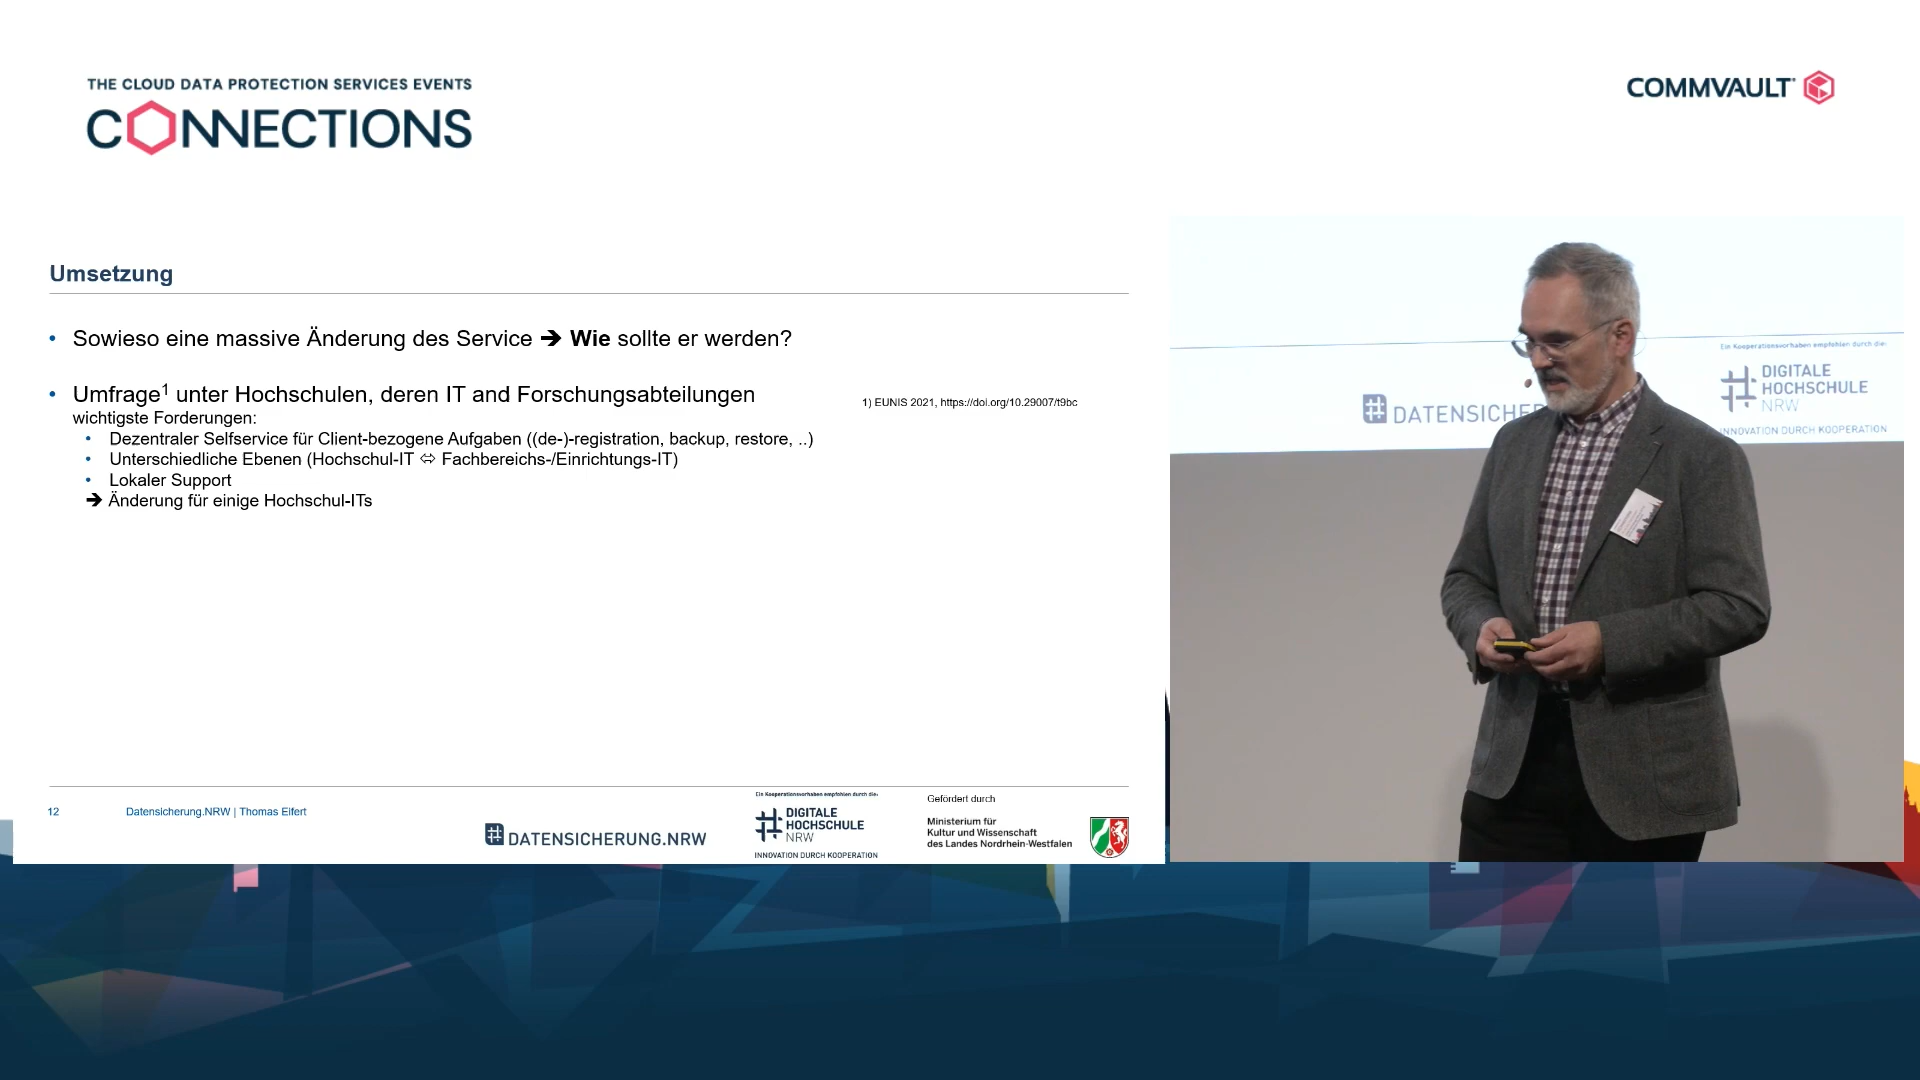 THE CLOUD DATA PROTECTION SERVICES EVENTS
CONNECTIONS
COMMVAULT
Umsetzung
• Sowieso eine massive Änderung des Service ➔ Wie sollte er werden?
• Umfrage¹ unter Hochschulen, deren IT and Forschungsabteilungen
1) EUNIS 2021, https://doi.org/10.29007/t9bc
wichtigste Forderungen:
• Dezentraler Selfservice für Client-bezogene Aufgaben ((de-)-registration, backup, restore, ..)
• Unterschiedliche Ebenen (Hochschul-IT ⬄ Fachbereichs-/Einrichtungs-IT)
• Lokaler Support
➔ Änderung für einige Hochschul-ITs
12
Datensicherung.NRW | Thomas Eifert
DATENSICHERUNG.NRW
Ein Kooperationsvorhaben empfohlen durch die:
DIGITALE
HOCHSCHULE
NRW
INNOVATION DURCH KOOPERATION
Gefördert durch
Ministerium für
Kultur und Wissenschaft
des Landes Nordrhein-Westfalen
Ein Kooperationsvorhaben empfohlen durch die:
DATENSICHER
DIGITALE
HOCHSCHULE
NRW
INNOVATION DURCH KOOPERATION